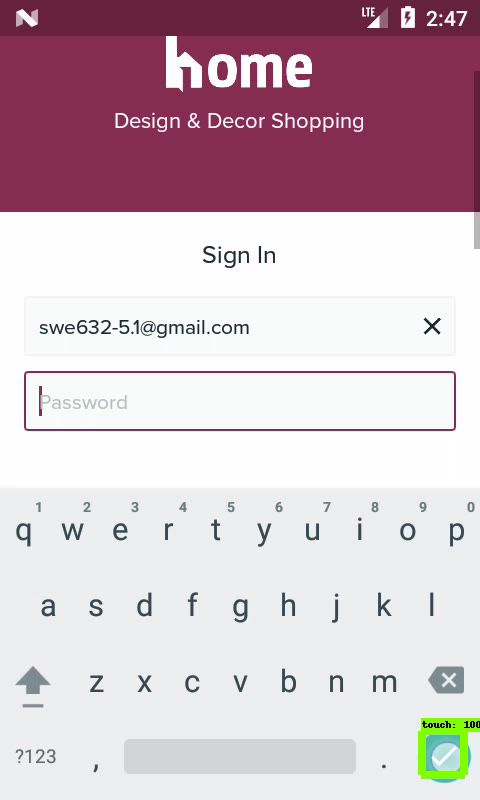 LTE 2:47
home
Design & Decor Shopping
Sign In
swe632-5.1@gmail.com
Password
1 2 3 4 5 6 7 8 9 0
q w e r t y u i o p
a s d f g h j k l
z x c v b n m
touch: 100
?123 , .